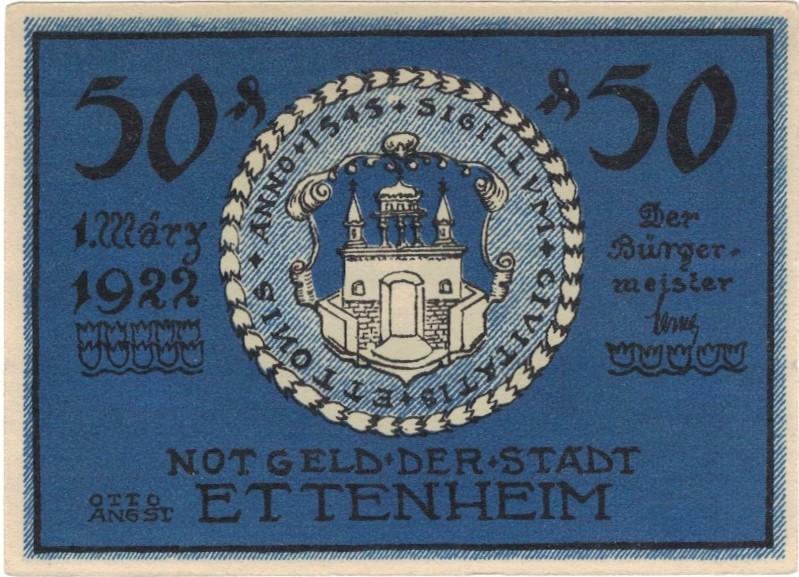 50 ₰
₰ 50
ANNO + 1545 + SIGILLVM + CIVITATIS + ETTONIS +
1. März
1922
Der
Bürger-
meister
NOTGELD + DER + STADT
ETTENHEIM
OTTO
ANGST